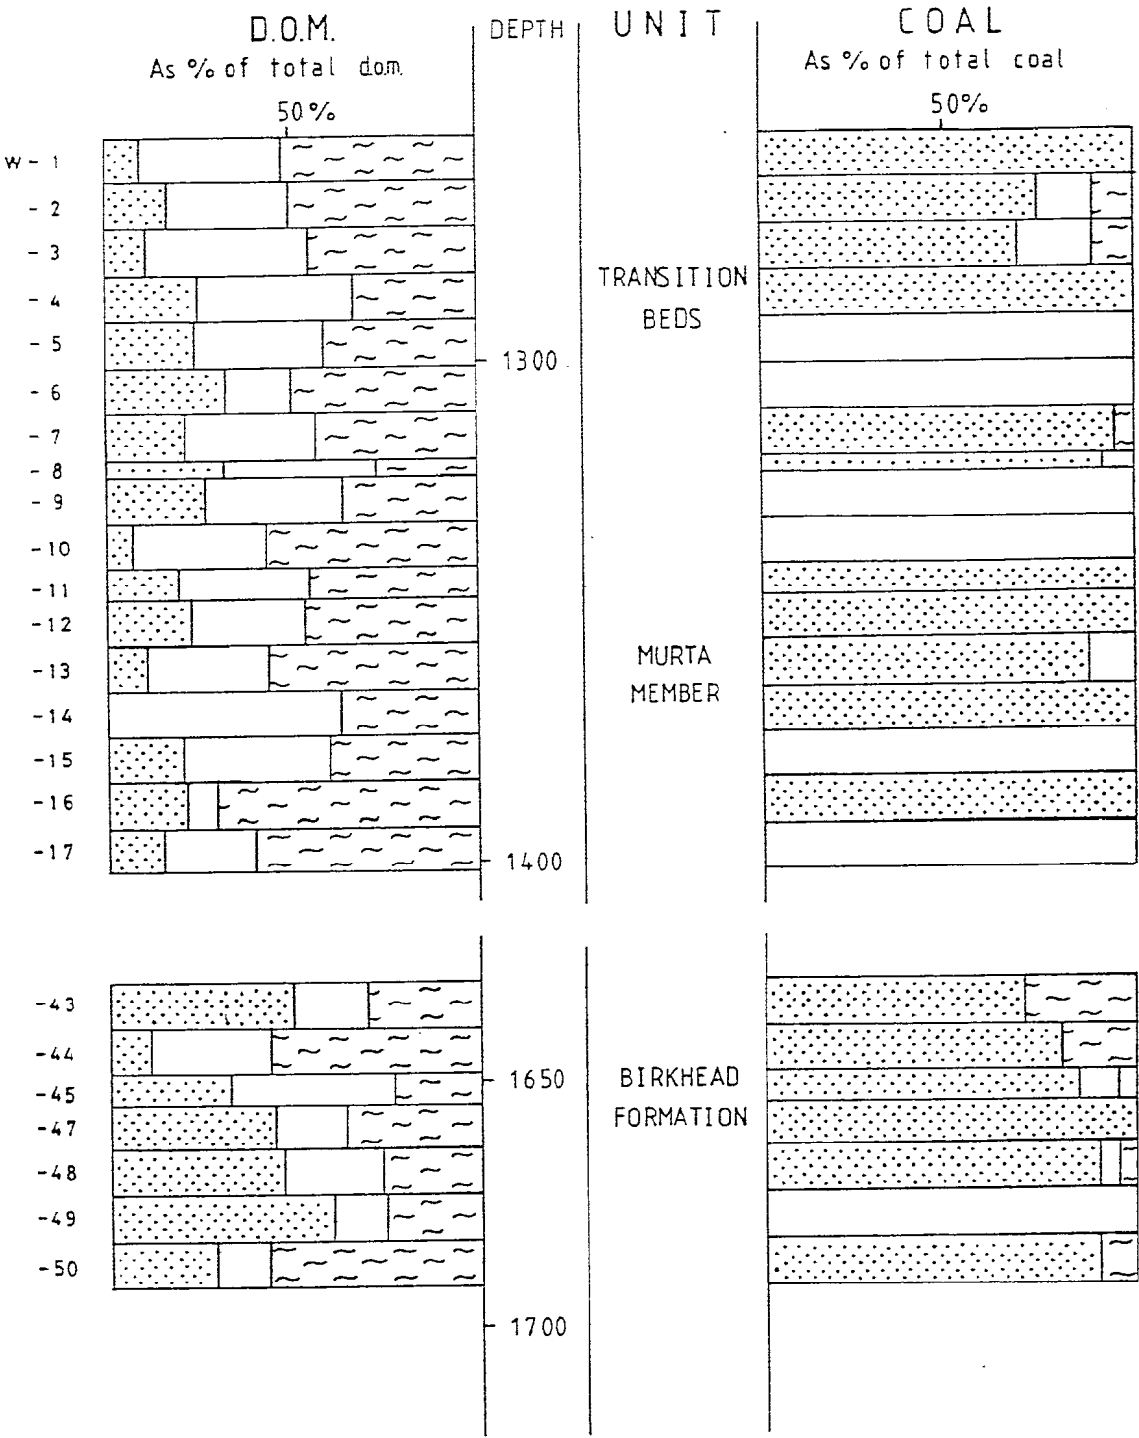 D.O.M.
As % of total d.o.m.
50%
DEPTH
UNIT
COAL
As % of total coal
50%
W - 1
- 2
- 3
- 4
- 5
- 6
- 7
- 8
- 9
-10
-11
-12
-13
-14
-15
-16
-17
-43
-44
-45
-47
-48
-49
-50
1300
1400
1650
1700
TRANSITION
BEDS
MURTA
MEMBER
BIRKHEAD
FORMATION